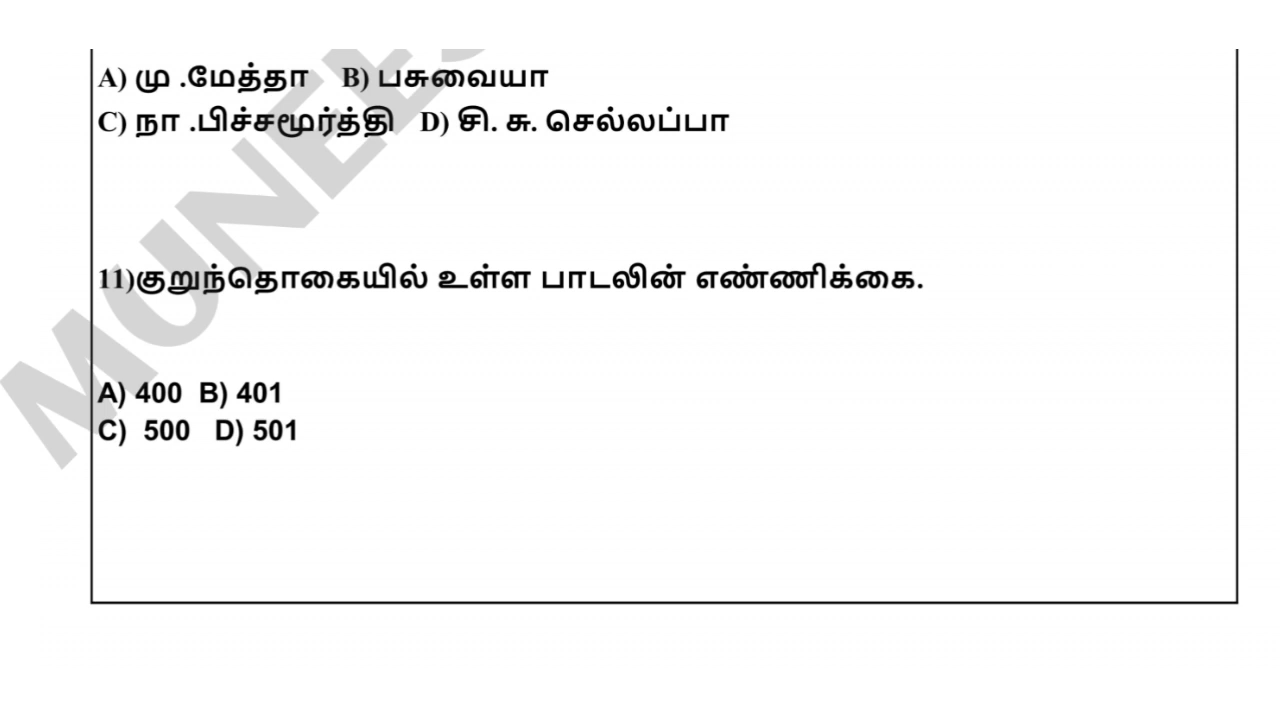 A) மு .மேத்தா B) பசுவையா
C) நா .பிச்சமூர்த்தி D) சி. சு. செல்லப்பா
11)குறுந்தொகையில் உள்ள பாடலின் எண்ணிக்கை.
A) 400 B) 401
C) 500 D) 501